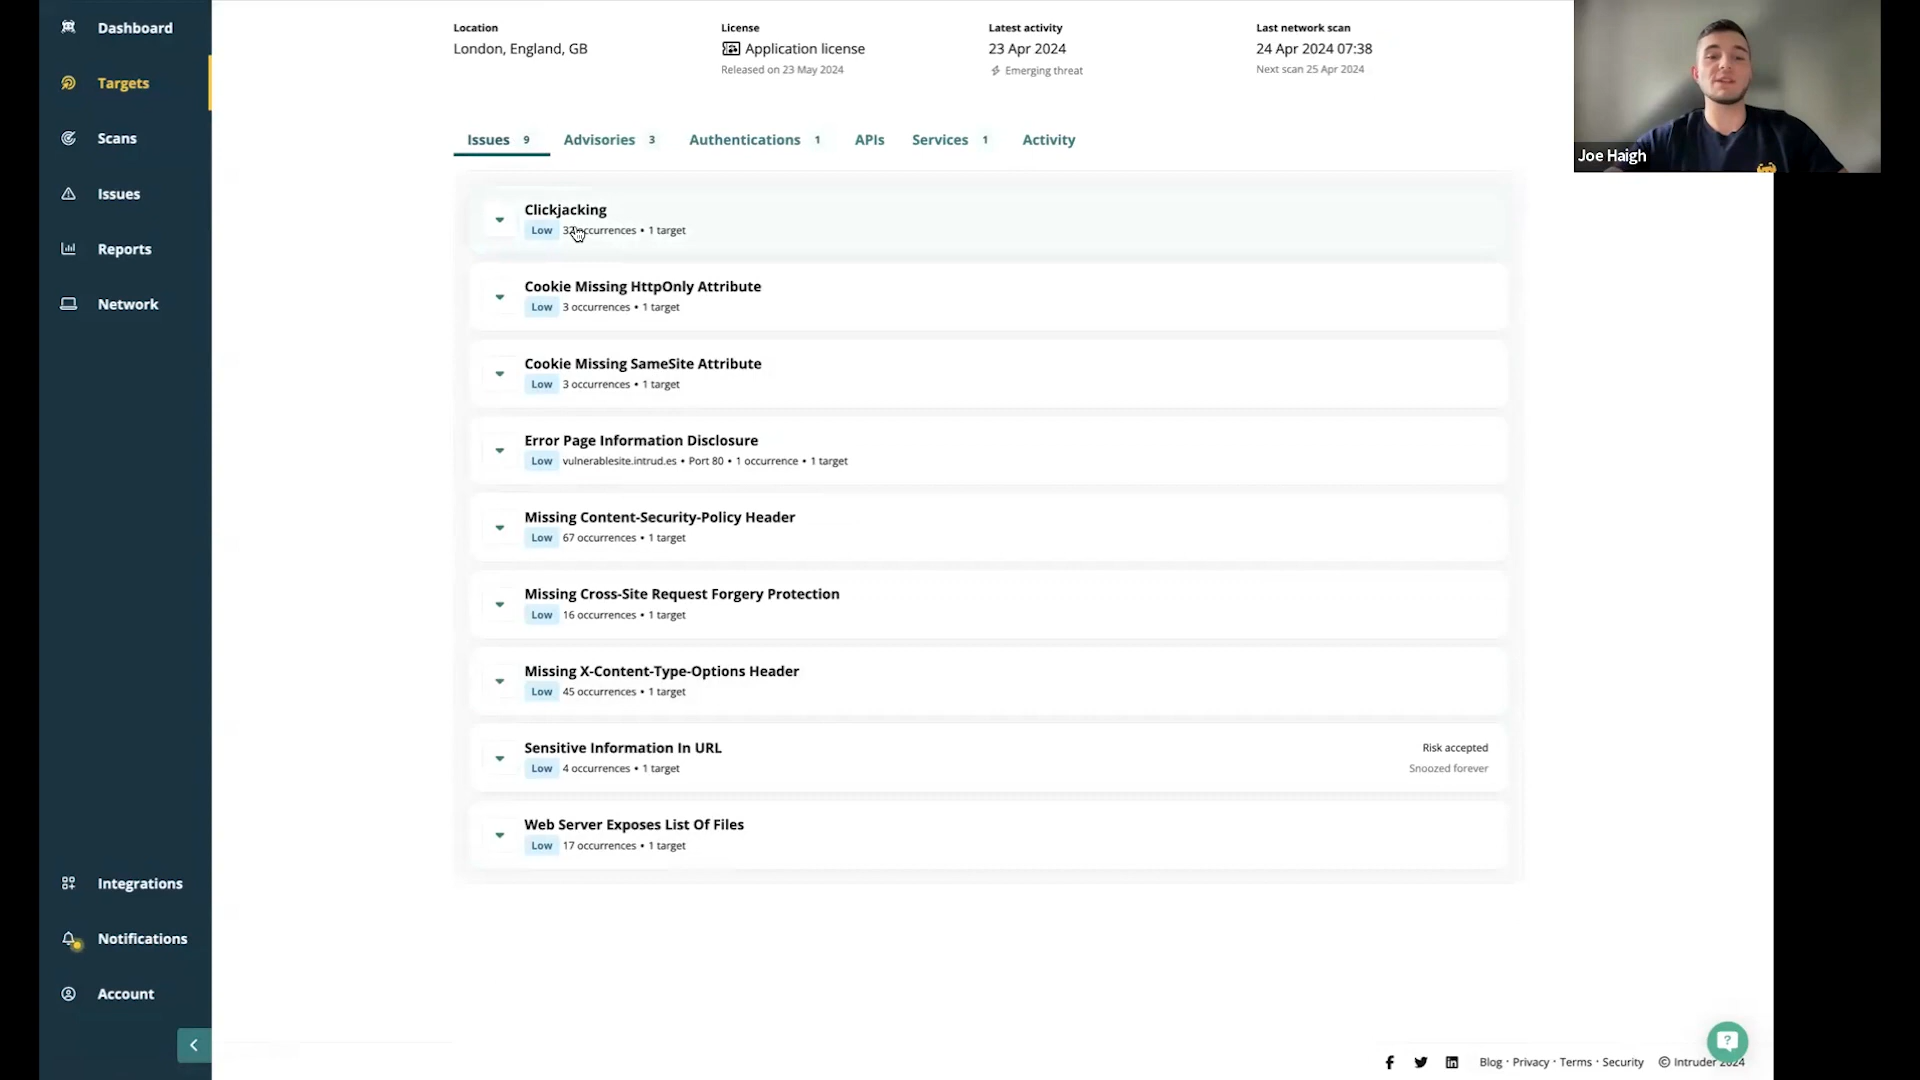 Dashboard
Targets
Scans
Issues
Reports
Network
Integrations
Notifications
Account
Location
London, England, GB
License
Application license
Released on 23 May 2024
Latest activity
23 Apr 2024
Emerging threat
Last network scan
24 Apr 2024 07:38
Next scan 25 Apr 2024
Joe Haigh
Issues 9 Advisories 3 Authentications 1 APIs Services 1 Activity
Clickjacking
Low occurrences • 1 target
Cookie Missing HttpOnly Attribute
Low 3 occurrences • 1 target
Cookie Missing SameSite Attribute
Low 3 occurrences • 1 target
Error Page Information Disclosure
Low vulnerablesite.intrud.es • Port 80 • 1 occurrence • 1 target
Missing Content-Security-Policy Header
Low 67 occurrences • 1 target
Missing Cross-Site Request Forgery Protection
Low 16 occurrences • 1 target
Missing X-Content-Type-Options Header
Low 45 occurrences • 1 target
Sensitive Information In URL
Low 4 occurrences • 1 target
Risk accepted
Snoozed forever
Web Server Exposes List Of Files
Low 17 occurrences • 1 target
Blog · Privacy · Terms · Security © Intruder 2024